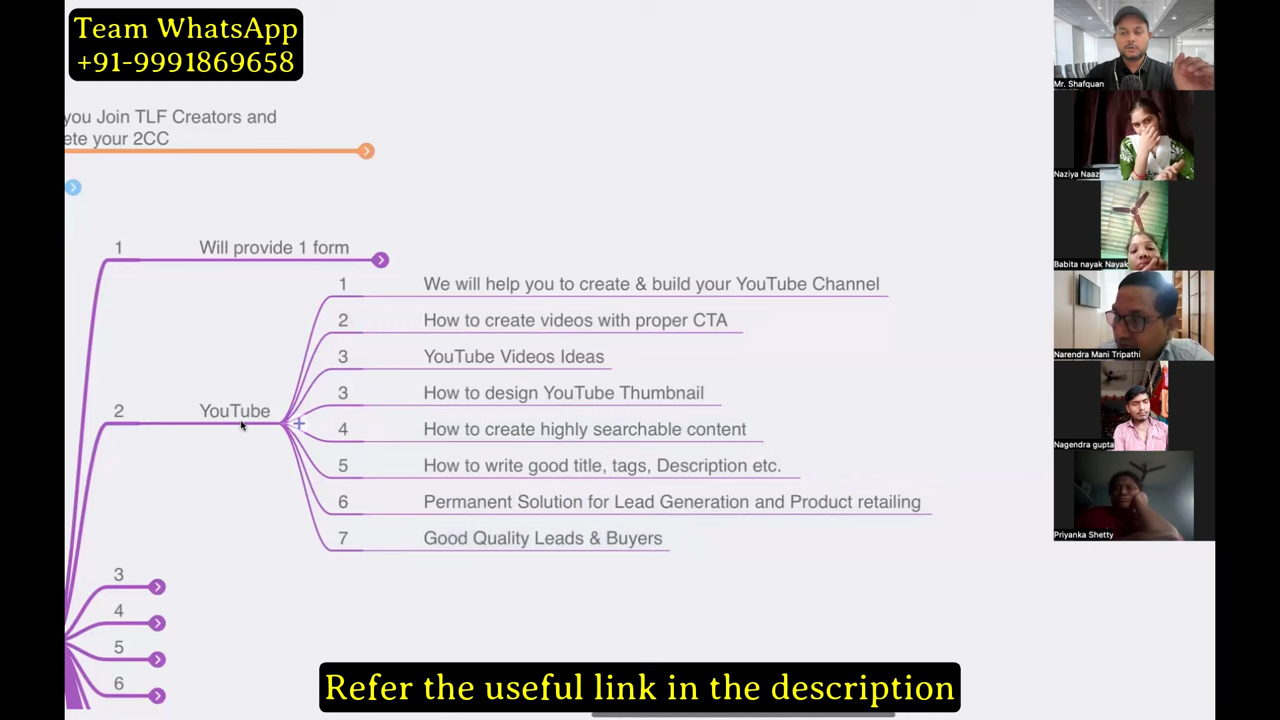 Team WhatsApp
+91-9991869658
you Join TLF Creators and
ete your 2CC
1 Will provide 1 form
2 YouTube
1 We will help you to create & build your YouTube Channel
2 How to create videos with proper CTA
3 YouTube Videos Ideas
3 How to design YouTube Thumbnail
4 How to create highly searchable content
5 How to write good title, tags, Description etc.
6 Permanent Solution for Lead Generation and Product retailing
7 Good Quality Leads & Buyers
3
4
5
6
Refer the useful link in the description
Mr. Shafquan
Naziya Naaz
Babita nayak Nayak
Narendra Mani Tripathi
Nagendra gupta
Priyanka Shetty